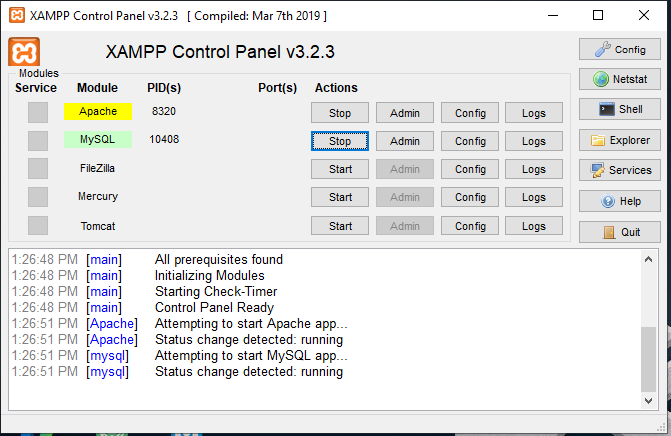 XAMPP Control Panel v3.2.3 [ Compiled: Mar 7th 2019 ]
XAMPP Control Panel v3.2.3
Config
Modules
Service Module PID(s) Port(s) Actions
Netstat
Apache 8320 Stop Admin Config Logs
Shell
MySQL 10408 Stop Admin Config Logs
Explorer
FileZilla Start Admin Config Logs
Services
Mercury Start Admin Config Logs
Help
Tomcat Start Admin Config Logs
Quit
1:26:48 PM [main] All prerequisites found
1:26:48 PM [main] Initializing Modules
1:26:48 PM [main] Starting Check-Timer
1:26:48 PM [main] Control Panel Ready
1:26:51 PM [Apache] Attempting to start Apache app...
1:26:51 PM [Apache] Status change detected: running
1:26:51 PM [mysql] Attempting to start MySQL app...
1:26:51 PM [mysql] Status change detected: running